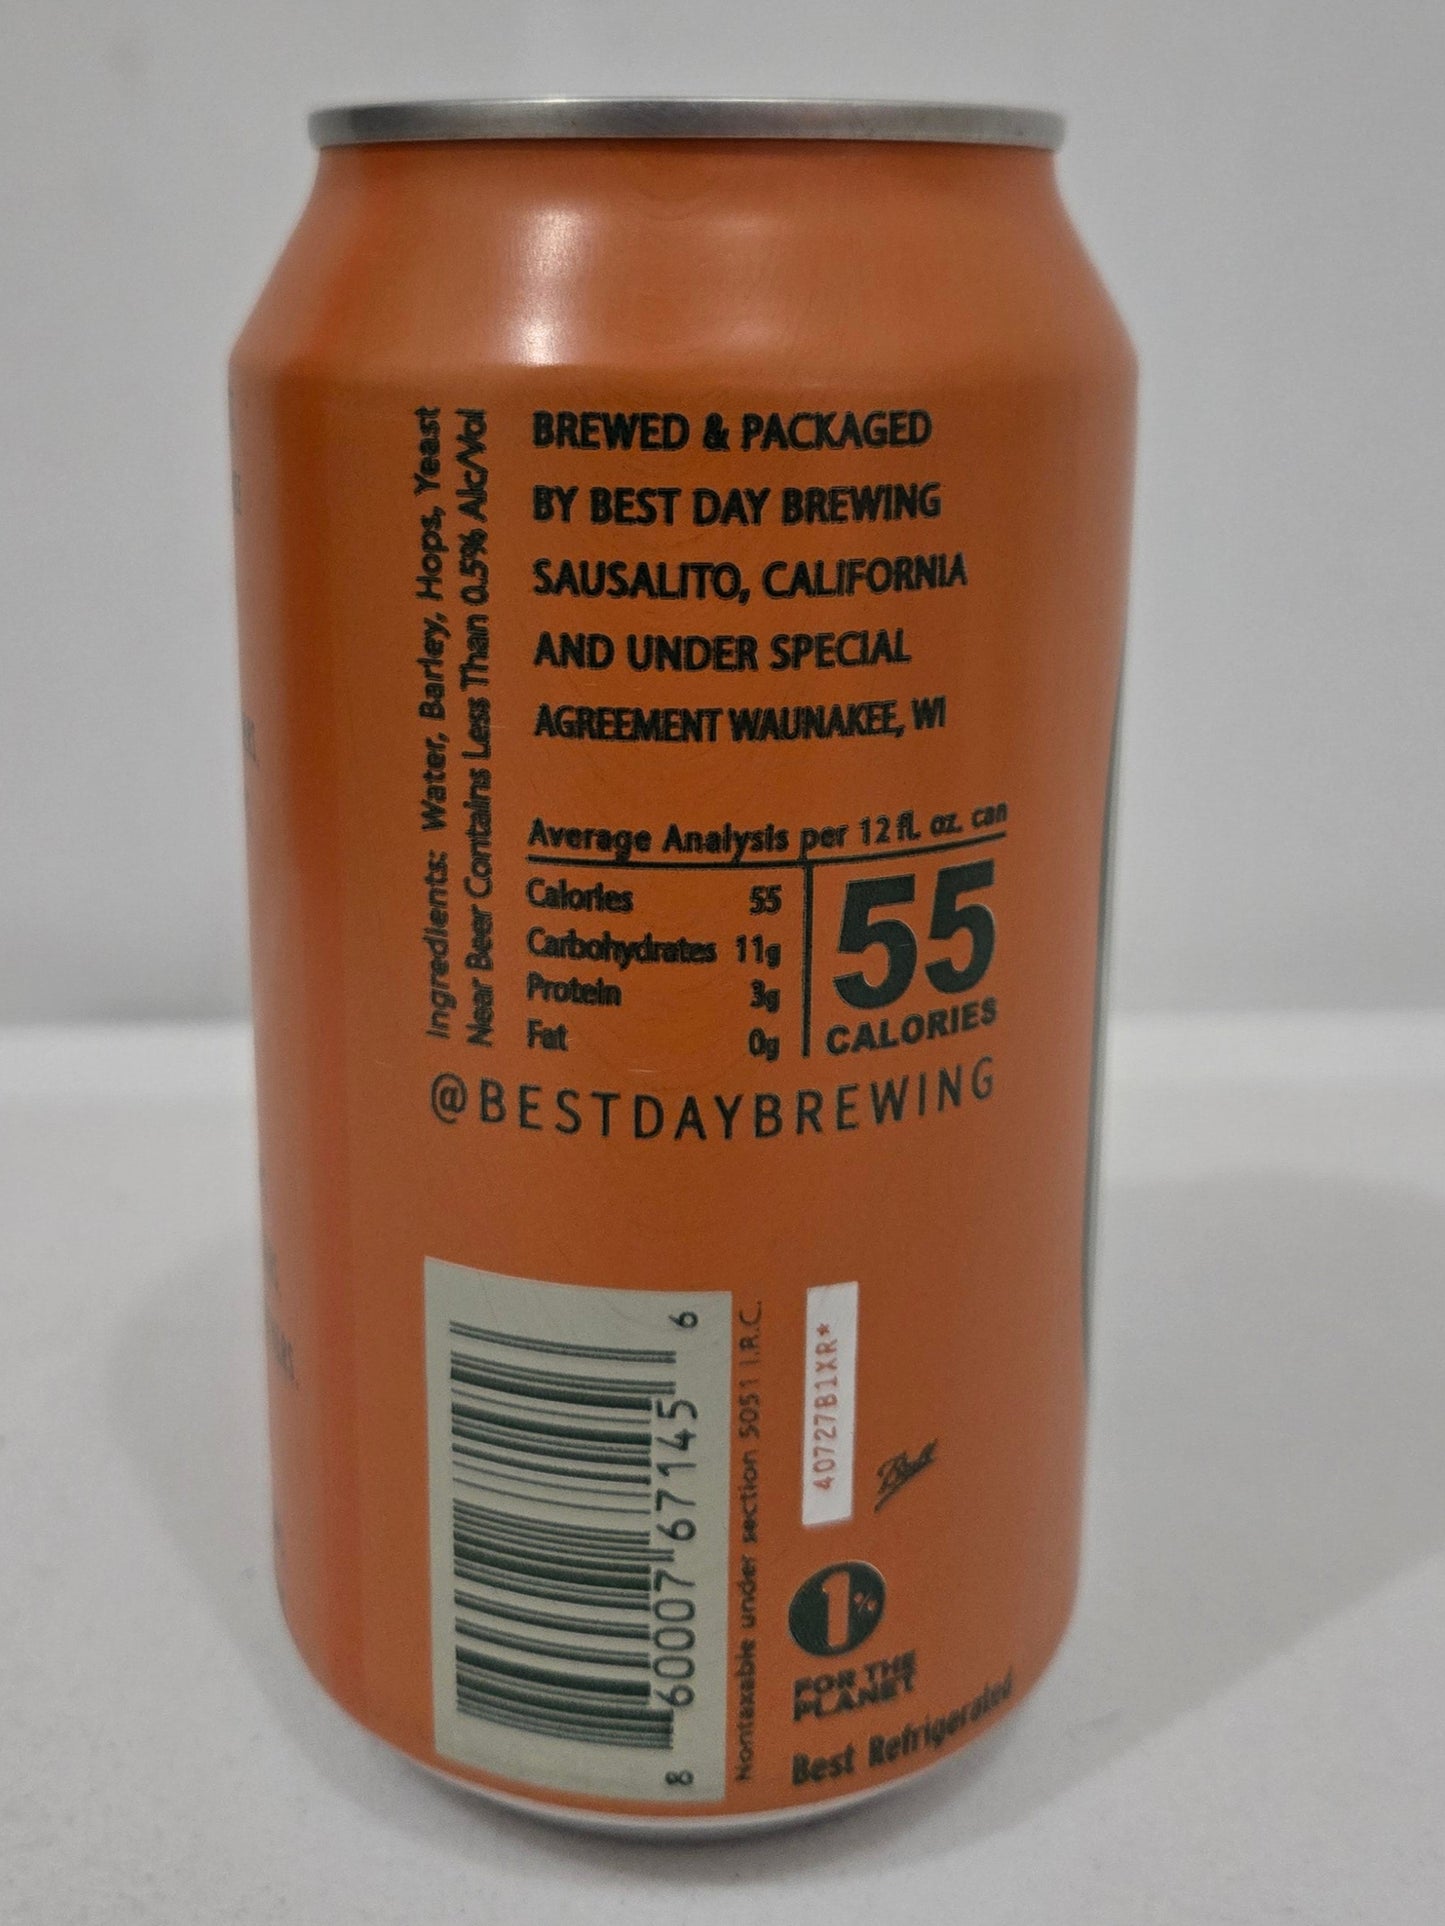 Ingredients: Water, Barley, Hops, Yeast
Near Beer Contains Less Than 0.5% Alc/Vol
BREWED & PACKAGED
BY BEST DAY BREWING
SAUSALITO, CALIFORNIA
AND UNDER SPECIAL
AGREEMENT WAUNAKEE, WI
Average Analysis per 12 fl. oz. can
Calories 55
Carbohydrates 11g
Protein 3g
Fat 0g
55
CALORIES
@BESTDAYBREWING
8 60007 67145 6
Nontaxable under section 5051 I.R.C.
40727B1XR*
Ball
1%
FOR THE
PLANET
Best Refrigerated